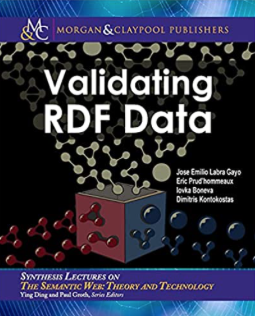 M&C MORGAN & CLAYPOOL PUBLISHERS
Validating
RDF Data
Jose Emilio Labra Gayo
Eric Prud'hommeaux
Iovka Boneva
Dimitris Kontokostas
SYNTHESIS LECTURES ON
THE SEMANTIC WEB: THEORY AND TECHNOLOGY
Ying Ding and Paul Groth, Series Editors